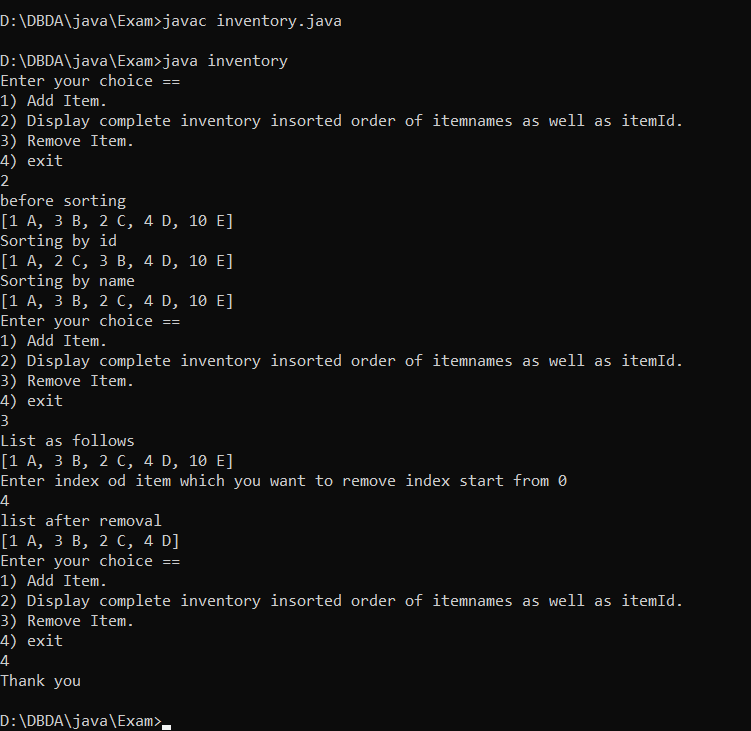 D:\DBDA\java\Exam>javac inventory.java
D:\DBDA\java\Exam>java inventory
Enter your choice ==
1) Add Item.
2) Display complete inventory insorted order of itemnames as well as itemId.
3) Remove Item.
4) exit
2
before sorting
[1 A, 3 B, 2 C, 4 D, 10 E]
Sorting by id
[1 A, 2 C, 3 B, 4 D, 10 E]
Sorting by name
[1 A, 3 B, 2 C, 4 D, 10 E]
Enter your choice ==
1) Add Item.
2) Display complete inventory insorted order of itemnames as well as itemId.
3) Remove Item.
4) exit
3
List as follows
[1 A, 3 B, 2 C, 4 D, 10 E]
Enter index od item which you want to remove index start from 0
4
list after removal
[1 A, 3 B, 2 C, 4 D]
Enter your choice ==
1) Add Item.
2) Display complete inventory insorted order of itemnames as well as itemId.
3) Remove Item.
4) exit
4
Thank you
D:\DBDA\java\Exam>